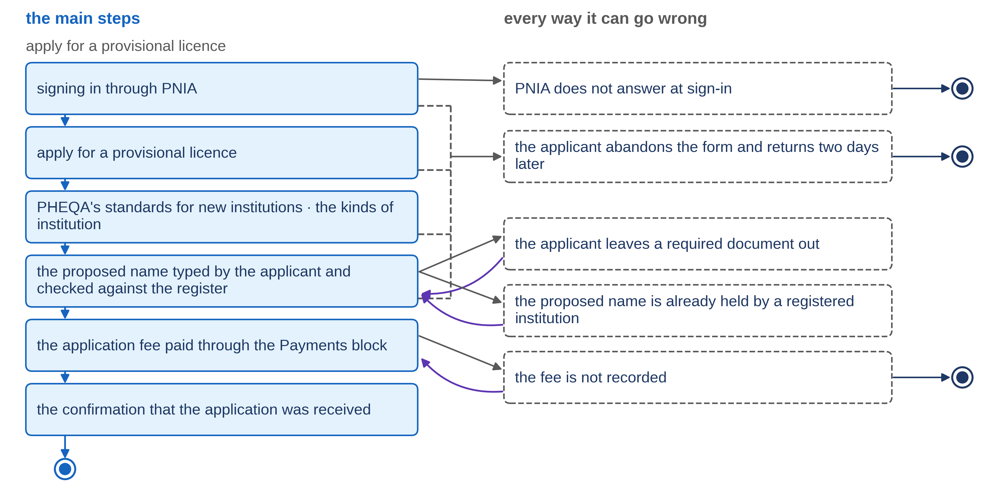 the main steps
apply for a provisional licence
signing in through PNIA
apply for a provisional licence
PHEQA's standards for new institutions · the kinds of
institution
the proposed name typed by the applicant and
checked against the register
the application fee paid through the Payments block
the confirmation that the application was received
every way it can go wrong
PNIA does not answer at sign-in
the applicant abandons the form and returns two days
later
the applicant leaves a required document out
the proposed name is already held by a registered
institution
the fee is not recorded